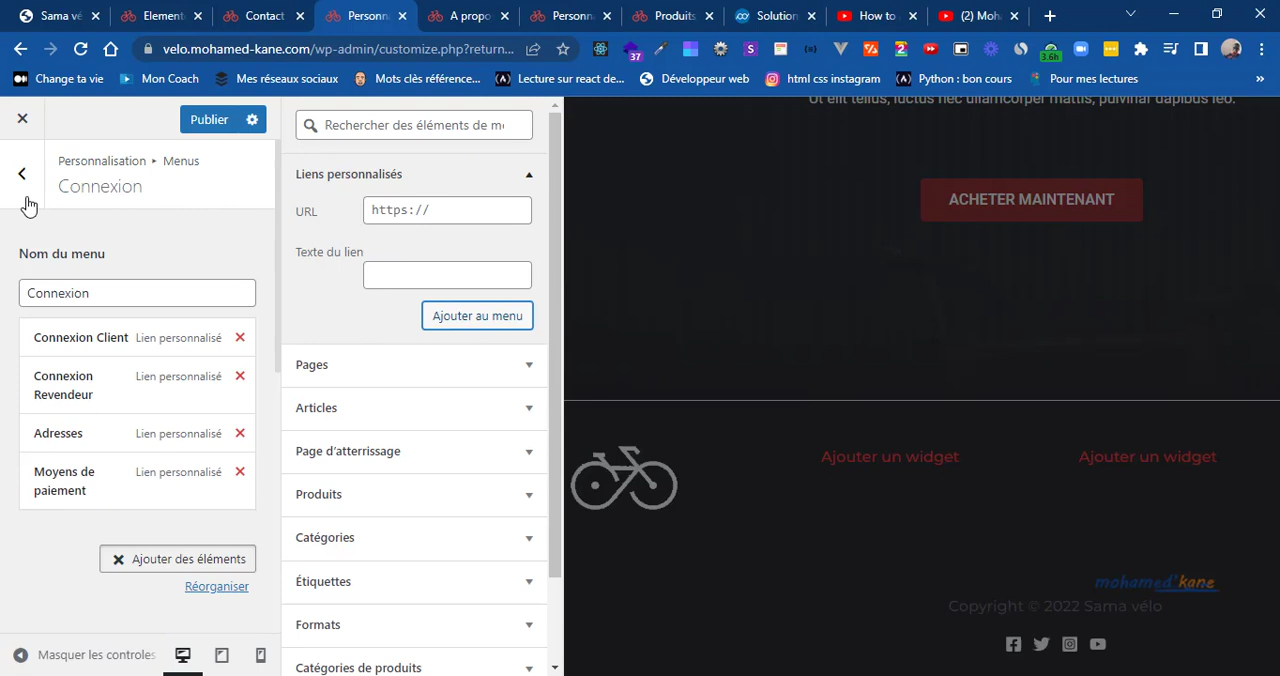 Sama vé
Element
Contact
Personn
A propo
Personn
Produits
Solution
How to
(2) Moh
velo.mohamed-kane.com/wp-admin/customize.php?return...
37
S
2
3.6h
Change ta vie
Mon Coach
Mes réseaux sociaux
Mots clés référence...
Lecture sur react de...
Développeur web
html css instagram
Python : bon cours
Pour mes lectures
»
Publier
Personnalisation ▸ Menus
Connexion
Nom du menu
Connexion
Connexion Client Lien personnalisé
Connexion Revendeur Lien personnalisé
Adresses Lien personnalisé
Moyens de paiement Lien personnalisé
Ajouter des éléments
Réorganiser
Masquer les controles
Rechercher des éléments de m
Liens personnalisés
URL https://
Texte du lien
Ajouter au menu
Pages
Articles
Page d'atterrissage
Produits
Catégories
Étiquettes
Formats
Catégories de produits
Ut elit tellus, luctus nec ullamcorper mattis, pulvinar dapibus leo.
ACHETER MAINTENANT
Ajouter un widget
Ajouter un widget
mohamed'kane
Copyright © 2022 Sama vélo